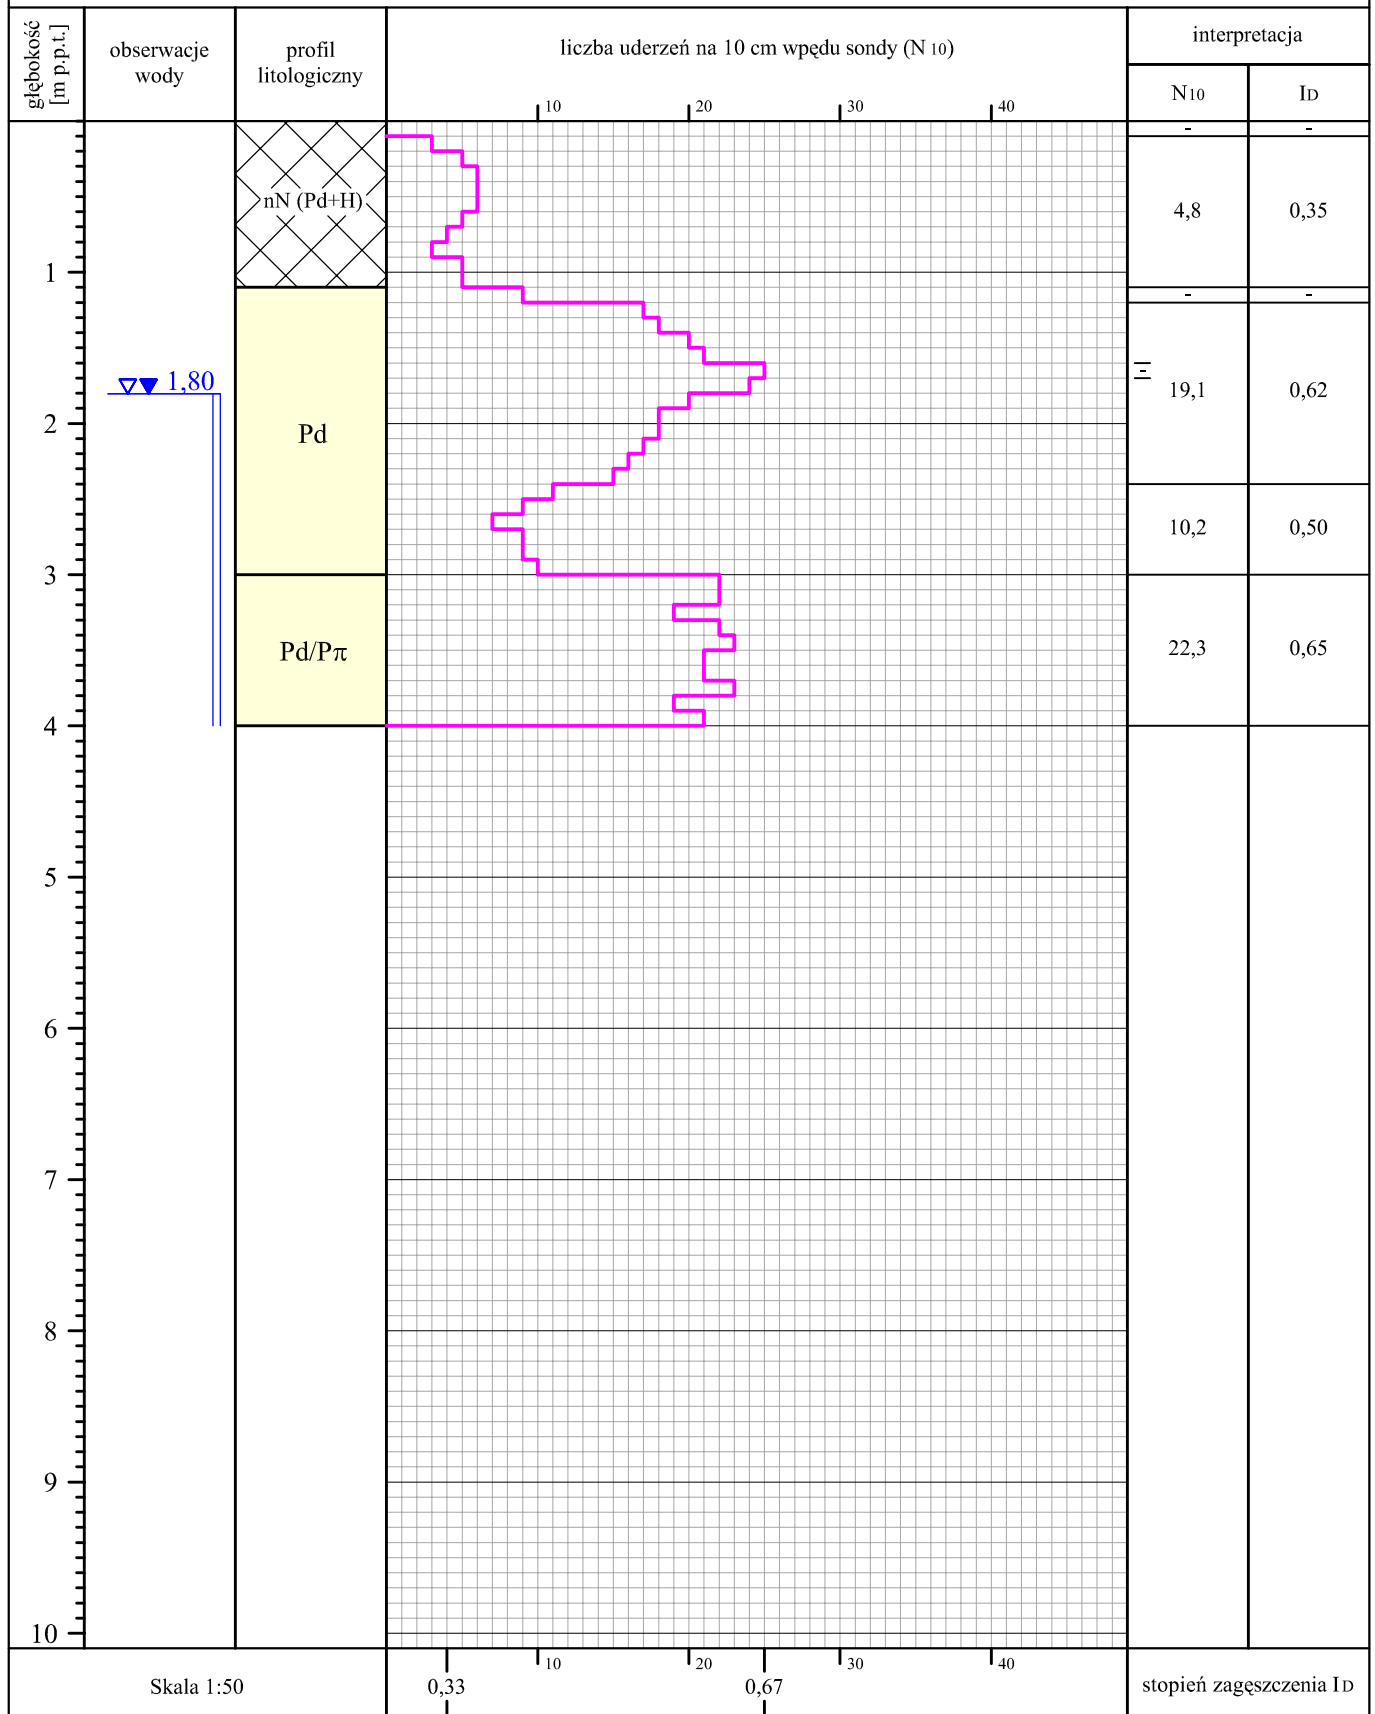 głębokość
[m p.p.t.]
obserwacje
wody
profil
litologiczny
liczba uderzeń na 10 cm wpędu sondy (N 10)
interpretacja
N10
ID
10
20
30
40
- -
nN (Pd+H)
4,8 0,35
1
- -
1,80
-
19,1 0,62
2
Pd
10,2 0,50
3
Pd/Pπ
22,3 0,65
4
5
6
7
8
9
10
10
20
30
40
Skala 1:50
0,33
0,67
stopień zagęszczenia ID